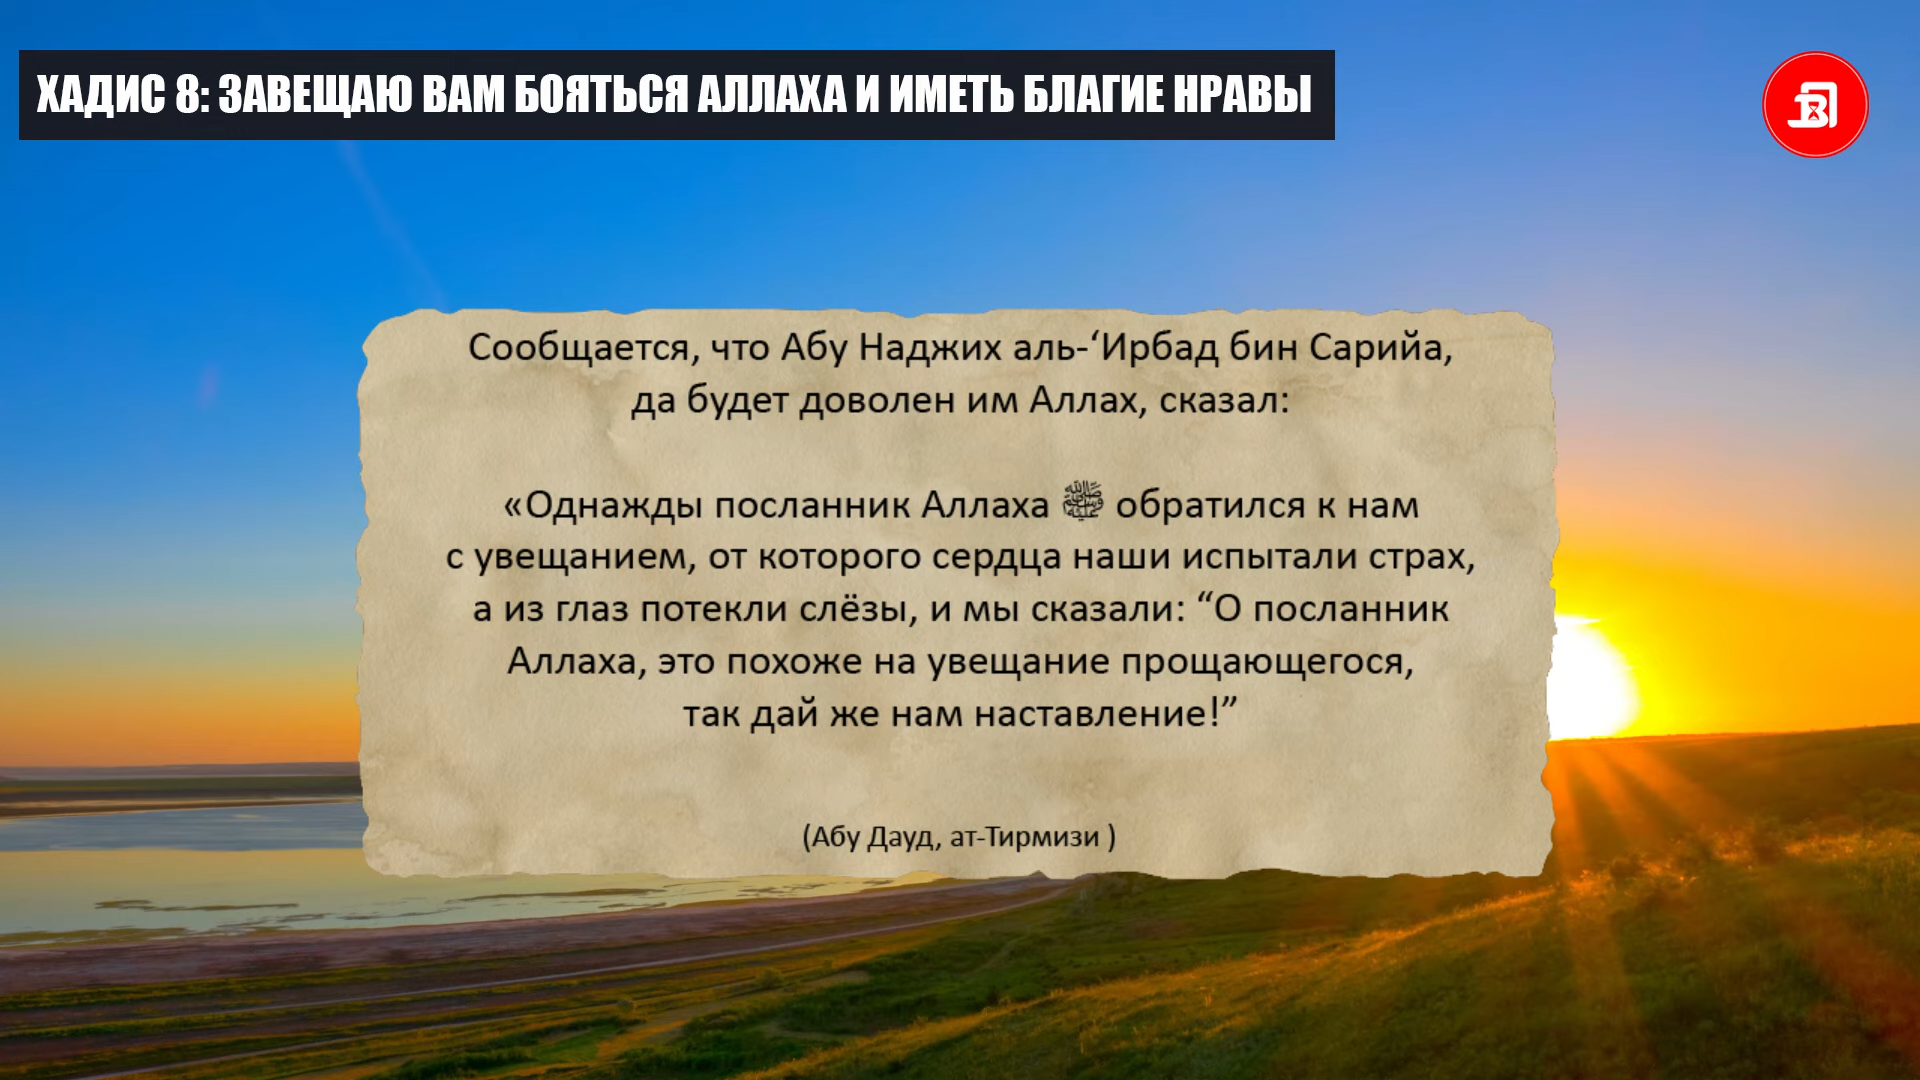 ХАДИС 8: ЗАВЕЩАЮ ВАМ БОЯТЬСЯ АЛЛАХА И ИМЕТЬ БЛАГИЕ НРАВЫ
Сообщается, что Абу Наджих аль-‘Ирбад бин Сарийа,
да будет доволен им Аллах, сказал:
«Однажды посланник Аллаха ﷺ обратился к нам
с увещанием, от которого сердца наши испытали страх,
а из глаз потекли слёзы, и мы сказали: “О посланник
Аллаха, это похоже на увещание прощающегося,
так дай же нам наставление!”
(Абу Дауд, ат-Тирмизи )